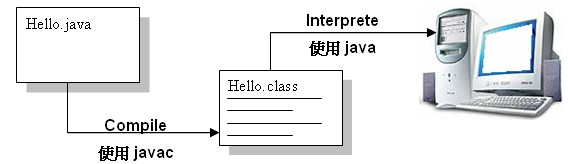 Hello.java
Interprete
使用 java
Hello.class
Compile
使用 javac